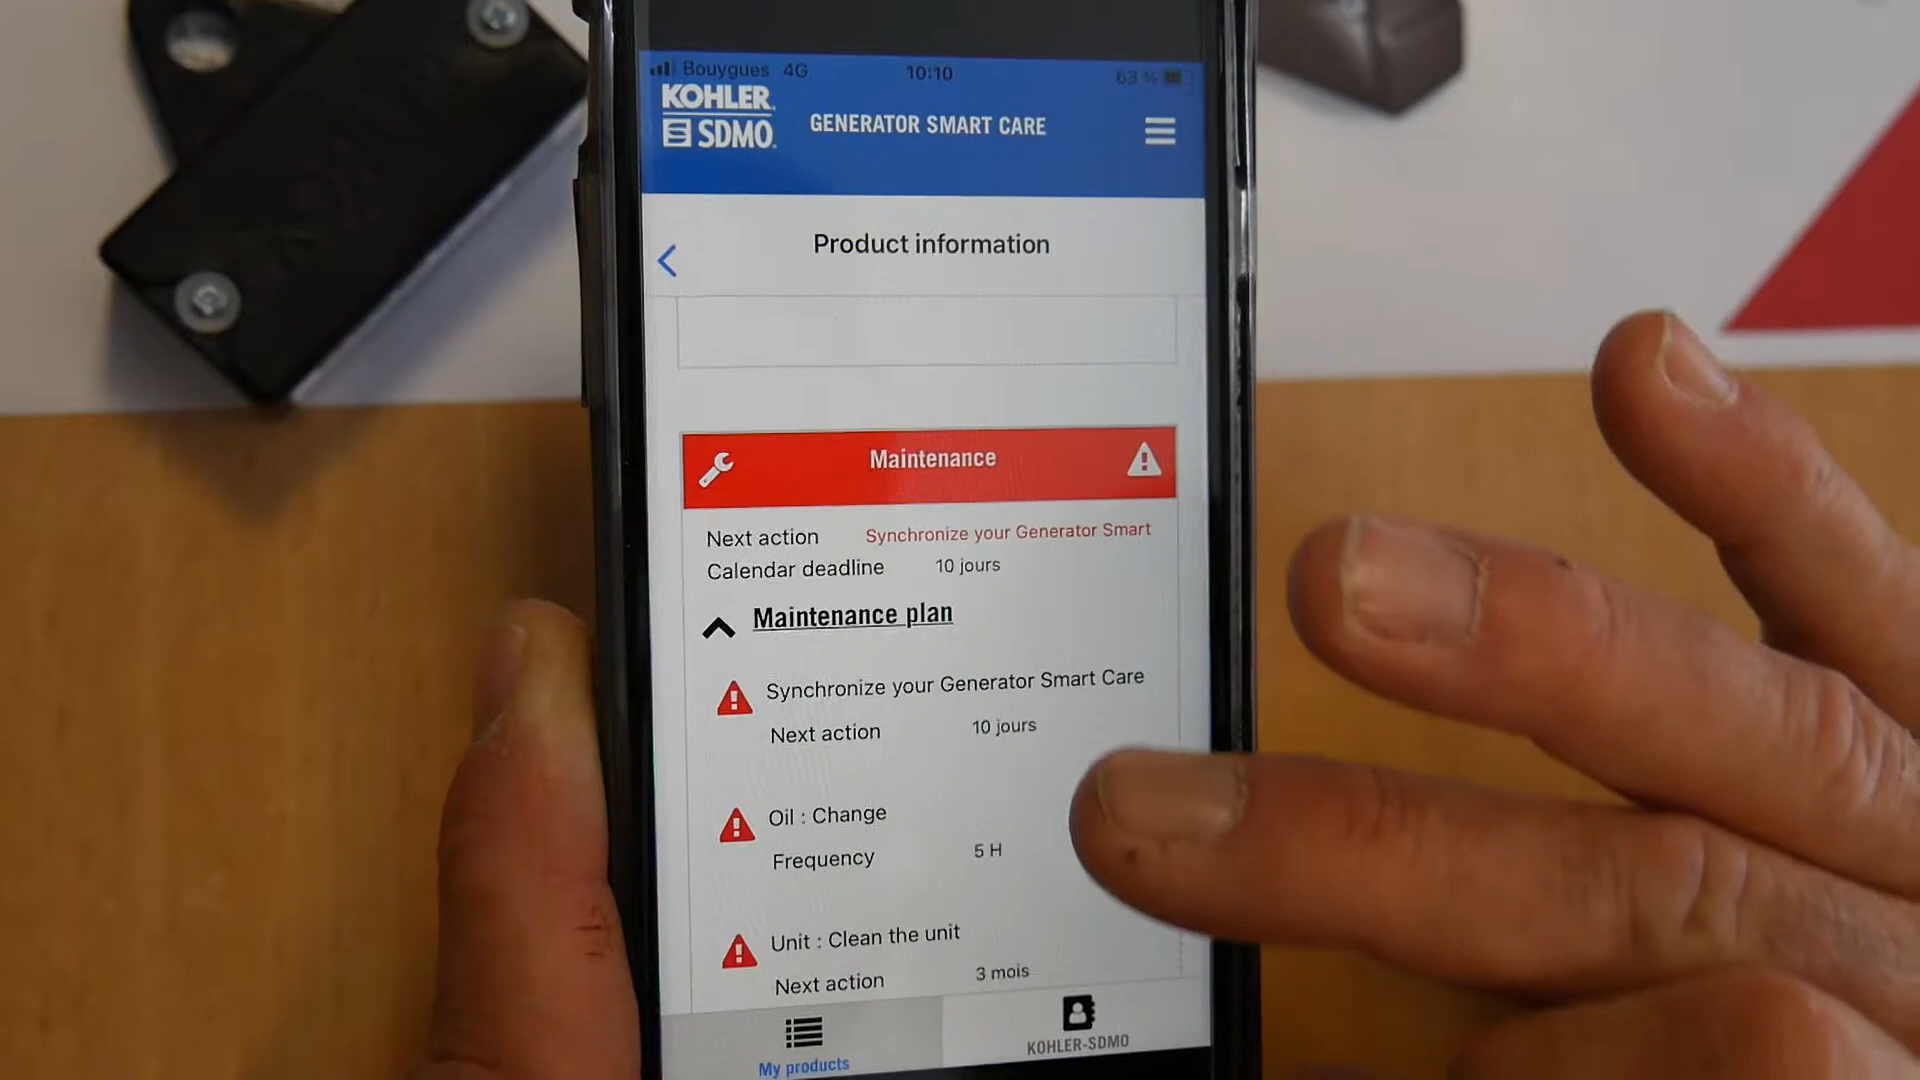 Bouygues 4G 10:10 63 %
KOHLER
SDMO
GENERATOR SMART CARE
Product information
Maintenance
Next action Synchronize your Generator Smart
Calendar deadline 10 jours
Maintenance plan
Synchronize your Generator Smart Care
Next action 10 jours
Oil : Change
Frequency 5 H
Unit : Clean the unit
Next action 3 mois
My products
KOHLER-SDMO